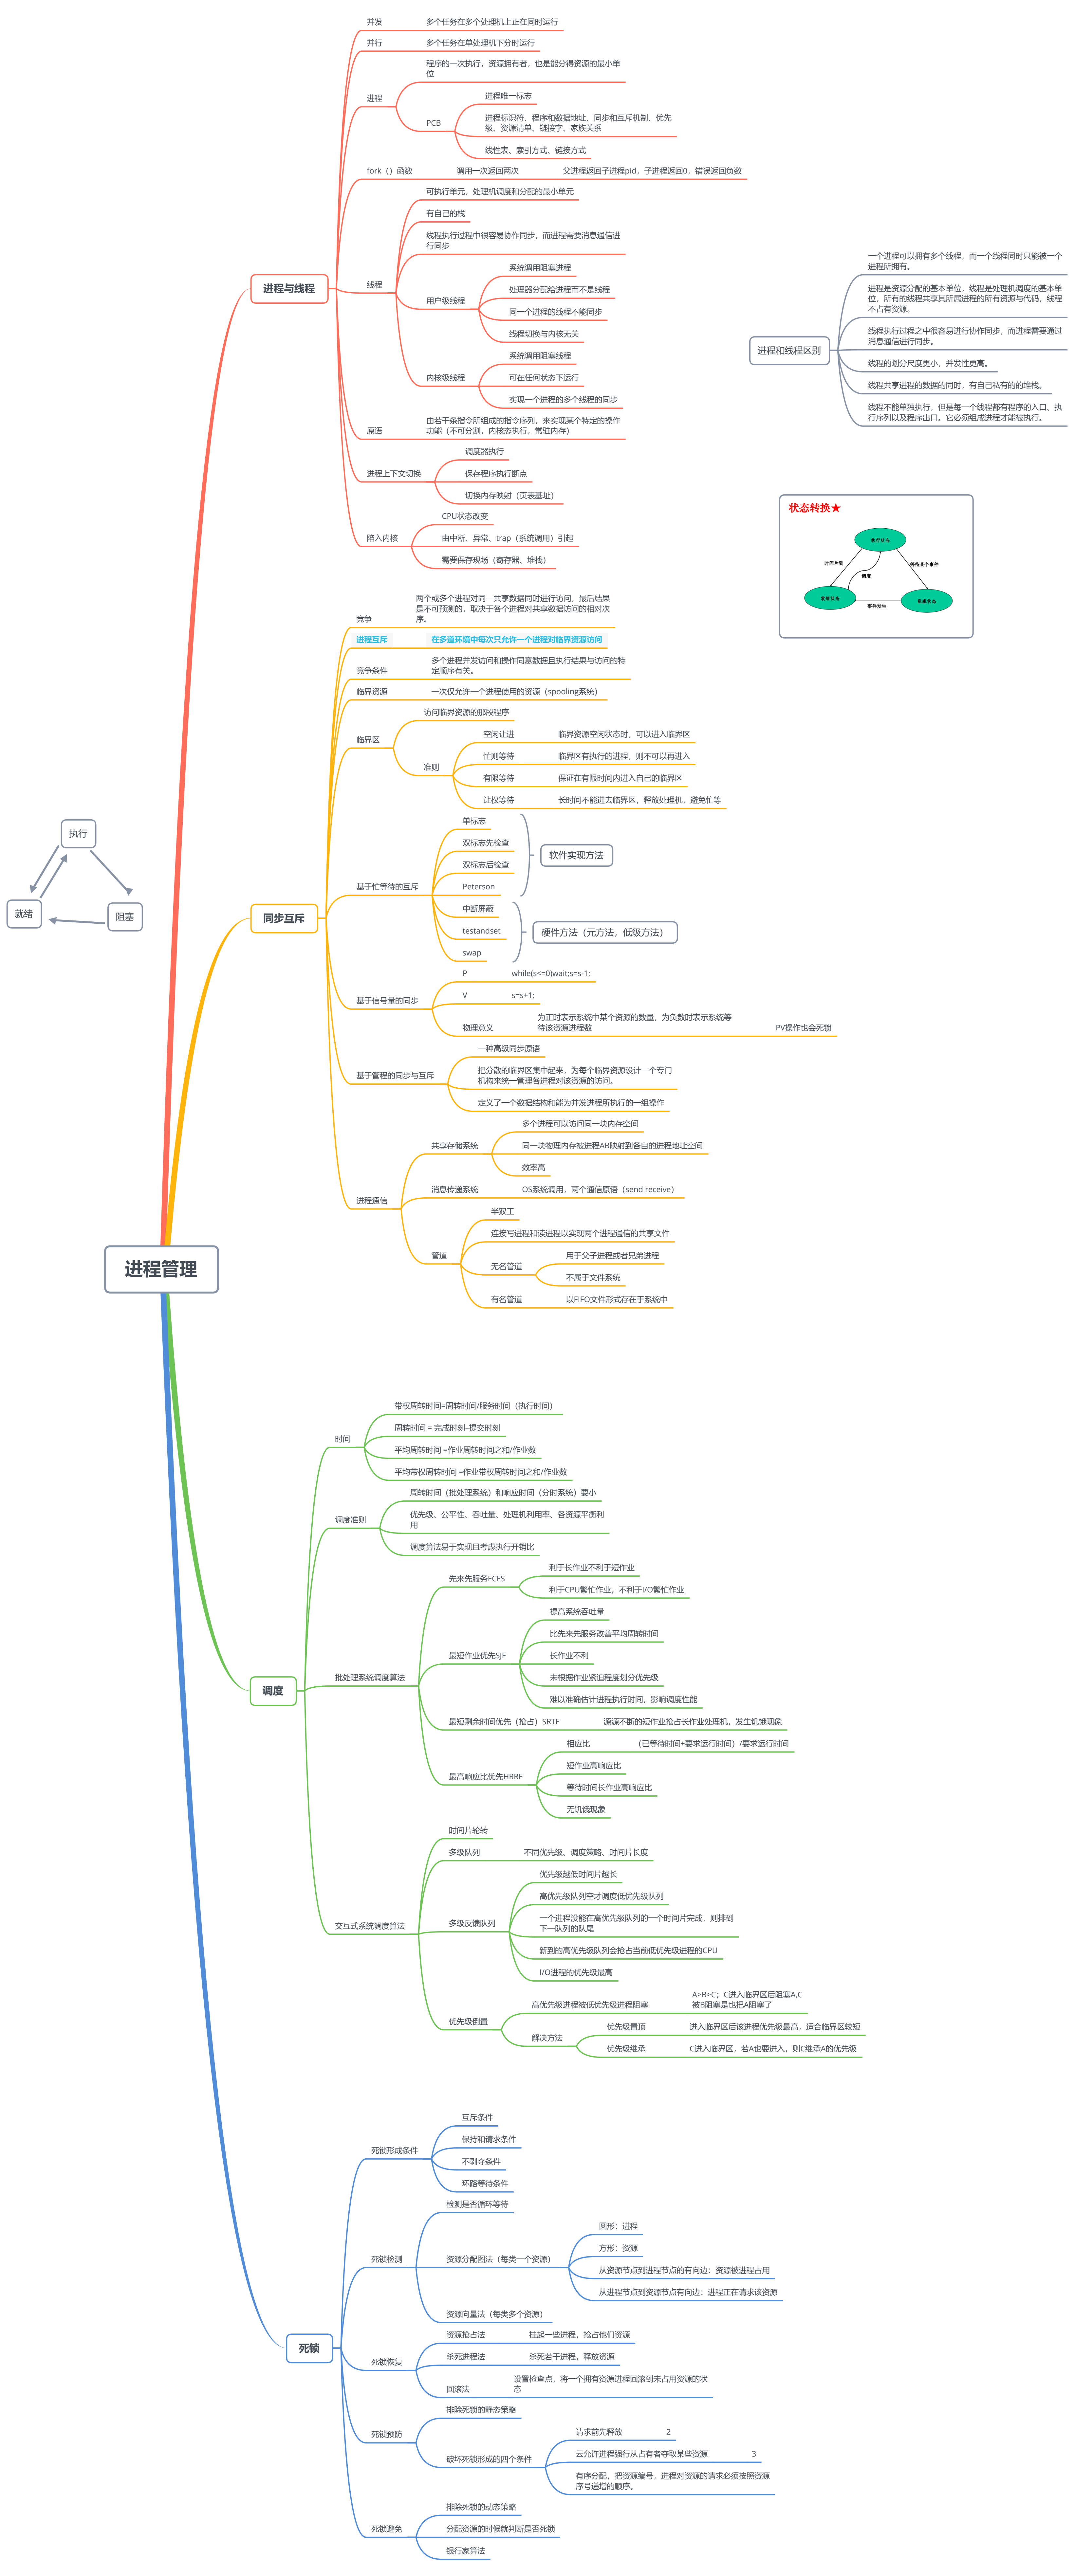 并发
多个任务在多个处理机上正在同时运行
并行
多个任务在单处理机下分时运行
进程
程序的一次执行，资源拥有者，也是能分得资源的最小单
位
PCB
进程唯一标志
进程标识符、程序和数据地址、同步和互斥机制、优先
级、资源清单、链接字、家族关系
线性表、索引方式、链接方式
fork（）函数
调用一次返回两次
父进程返回子进程pid，子进程返回0，错误返回负数
进程与线程
线程
可执行单元，处理机调度和分配的最小单元
有自己的栈
线程执行过程中很容易协作同步，而进程需要消息通信进
行同步
用户级线程
系统调用阻塞进程
处理器分配给进程而不是线程
同一个进程的线程不能同步
线程切换与内核无关
内核级线程
系统调用阻塞线程
可在任何状态下运行
实现一个进程的多个线程的同步
原语
由若干条指令所组成的指令序列，来实现某个特定的操作
功能（不可分割，内核态执行，常驻内存）
进程上下文切换
调度器执行
保存程序执行断点
切换内存映射（页表基址）
陷入内核
CPU状态改变
由中断、异常、trap（系统调用）引起
需要保存现场（寄存器、堆栈）
进程和线程区别
一个进程可以拥有多个线程，而一个线程同时只能被一个
进程所拥有。
进程是资源分配的基本单位，线程是处理机调度的基本单
位，所有的线程共享其所属进程的所有资源与代码，线程
不占有资源。
线程执行过程之中很容易进行协作同步，而进程需要通过
消息通信进行同步。
线程的划分尺度更小，并发性更高。
线程共享进程的数据的同时，有自己私有的的堆栈。
线程不能单独执行，但是每一个线程都有程序的入口、执
行序列以及程序出口。它必须组成进程才能被执行。
状态转换★
执行状态
时间片到
等待某个事件
调度
就绪状态
事件发生
阻塞状态
竞争
两个或多个进程对同一共享数据同时进行访问，最后结果
是不可预测的，取决于各个进程对共享数据访问的相对次
序。
进程互斥
在多道环境中每次只允许一个进程对临界资源访问
竞争条件
多个进程并发访问和操作同意数据且执行结果与访问的特
定顺序有关。
临界资源
一次仅允许一个进程使用的资源（spooling系统）
临界区
访问临界资源的那段程序
准则
空闲让进
临界资源空闲状态时，可以进入临界区
忙则等待
临界区有执行的进程，则不可以再进入
有限等待
保证在有限时间内进入自己的临界区
让权等待
长时间不能进去临界区，释放处理机，避免忙等
执行
就绪
阻塞
同步互斥
基于忙等待的互斥
单标志
双标志先检查
双标志后检查
Peterson
软件实现方法
中断屏蔽
testandset
swap
硬件方法（元方法，低级方法）
基于信号量的同步
P
while(s<=0)wait;s=s-1;
V
s=s+1;
物理意义
为正时表示系统中某个资源的数量，为负数时表示系统等
待该资源进程数
PV操作也会死锁
基于管程的同步与互斥
一种高级同步原语
把分散的临界区集中起来，为每个临界资源设计一个专门
机构来统一管理各进程对该资源的访问。
定义了一个数据结构和能为并发进程所执行的一组操作
进程通信
共享存储系统
多个进程可以访问同一块内存空间
同一块物理内存被进程AB映射到各自的进程地址空间
效率高
消息传递系统
OS系统调用，两个通信原语（send receive）
管道
半双工
连接写进程和读进程以实现两个进程通信的共享文件
无名管道
用于父子进程或者兄弟进程
不属于文件系统
有名管道
以FIFO文件形式存在于系统中
进程管理
调度
时间
带权周转时间=周转时间/服务时间（执行时间）
周转时间 = 完成时刻–提交时刻
平均周转时间 =作业周转时间之和/作业数
平均带权周转时间 =作业带权周转时间之和/作业数
调度准则
周转时间（批处理系统）和响应时间（分时系统）要小
优先级、公平性、吞吐量、处理机利用率、各资源平衡利
用
调度算法易于实现且考虑执行开销比
批处理系统调度算法
先来先服务FCFS
利于长作业不利于短作业
利于CPU繁忙作业，不利于I/O繁忙作业
最短作业优先SJF
提高系统吞吐量
比先来先服务改善平均周转时间
长作业不利
未根据作业紧迫程度划分优先级
难以准确估计进程执行时间，影响调度性能
最短剩余时间优先（抢占）SRTF
源源不断的短作业抢占长作业处理机，发生饥饿现象
最高响应比优先HRRF
相应比
（已等待时间+要求运行时间）/要求运行时间
短作业高响应比
等待时间长作业高响应比
无饥饿现象
交互式系统调度算法
时间片轮转
多级队列
不同优先级、调度策略、时间片长度
多级反馈队列
优先级越低时间片越长
高优先级队列空才调度低优先级队列
一个进程没能在高优先级队列的一个时间片完成，则排到
下一队列的队尾
新到的高优先级队列会抢占当前低优先级进程的CPU
I/O进程的优先级最高
优先级倒置
高优先级进程被低优先级进程阻塞
A>B>C；C进入临界区后阻塞A,C
被B阻塞是也把A阻塞了
解决方法
优先级置顶
进入临界区后该进程优先级最高，适合临界区较短
优先级继承
C进入临界区，若A也要进入，则C继承A的优先级
死锁
死锁形成条件
互斥条件
保持和请求条件
不剥夺条件
环路等待条件
死锁检测
检测是否循环等待
资源分配图法（每类一个资源）
圆形：进程
方形：资源
从资源节点到进程节点的有向边：资源被进程占用
从进程节点到资源节点有向边：进程正在请求该资源
资源向量法（每类多个资源）
死锁恢复
资源抢占法
挂起一些进程，抢占他们资源
杀死进程法
杀死若干进程，释放资源
回滚法
设置检查点，将一个拥有资源进程回滚到未占用资源的状
态
死锁预防
排除死锁的静态策略
破坏死锁形成的四个条件
请求前先释放
2
云允许进程强行从占有者夺取某些资源
3
有序分配，把资源编号，进程对资源的请求必须按照资源
序号递增的顺序。
死锁避免
排除死锁的动态策略
分配资源的时候就判断是否死锁
银行家算法